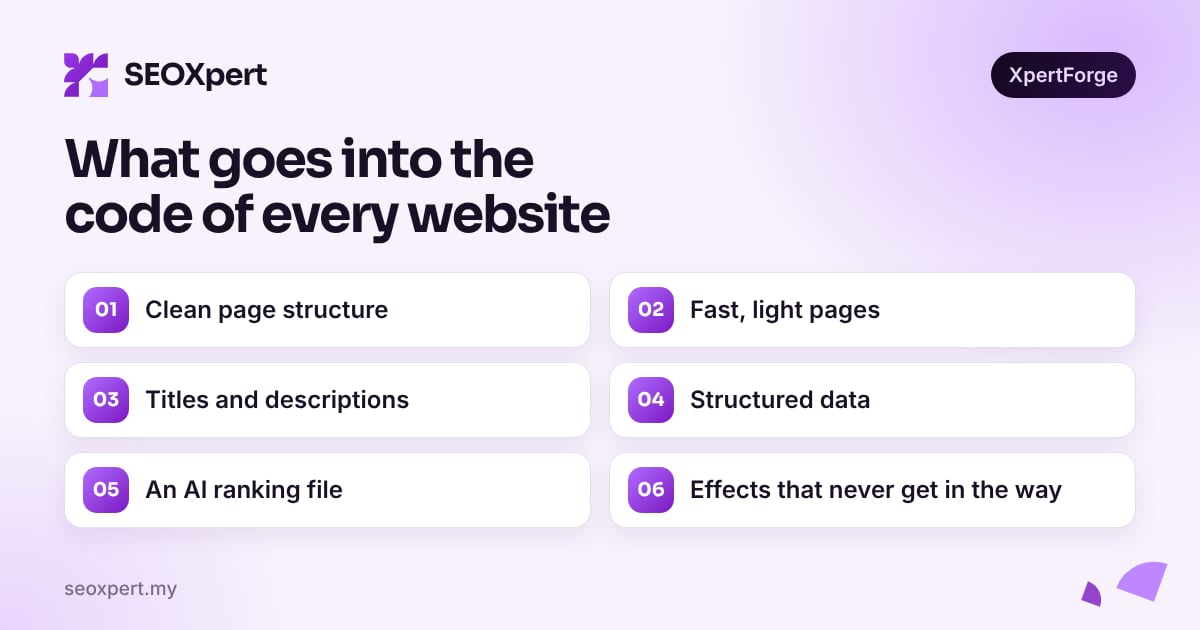 SEOXpert
XpertForge
What goes into the
code of every website
01 Clean page structure
02 Fast, light pages
03 Titles and descriptions
04 Structured data
05 An AI ranking file
06 Effects that never get in the way
seoxpert.my